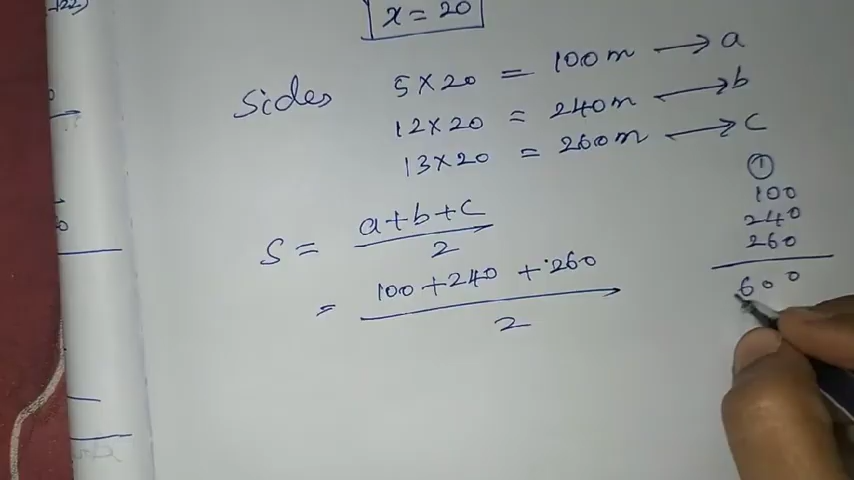 x = 20
Sides 5×20 = 100m → a
12×20 = 240m → b
13×20 = 260m → c
①
100
240
260
600
S = a+b+c
2
= 100+240+260
2